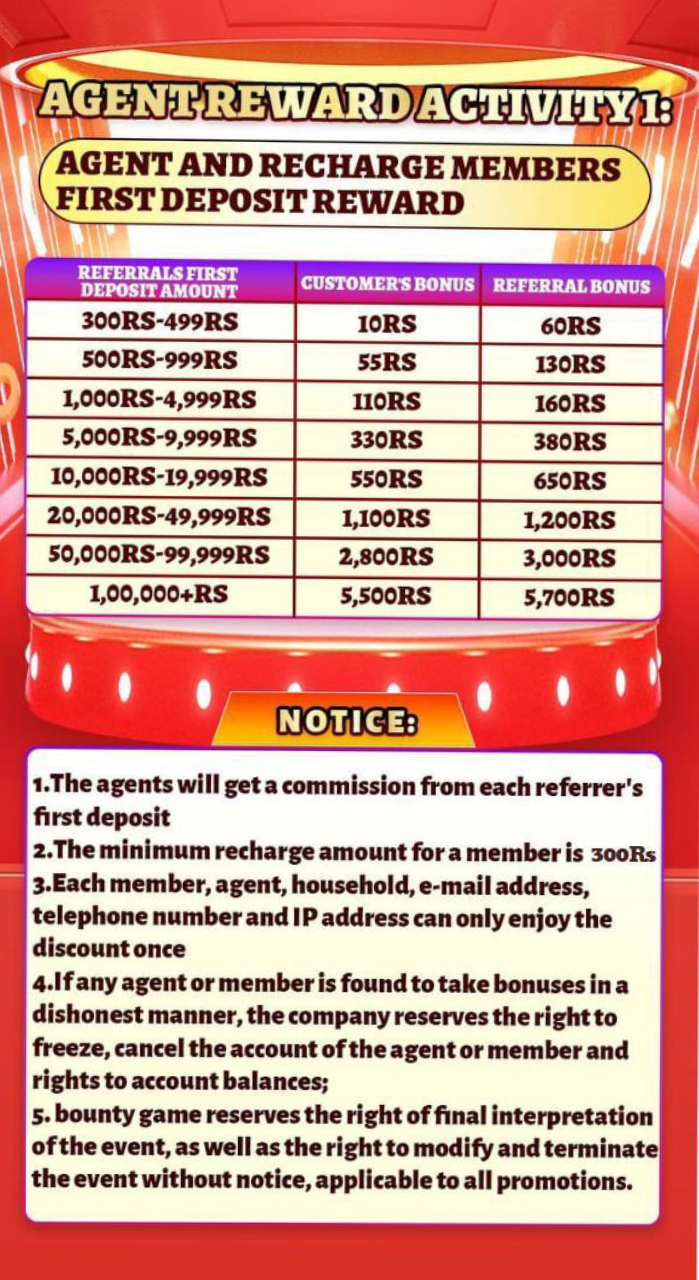 AGENT REWARD ACTIVITY 1:
AGENT AND RECHARGE MEMBERS
FIRST DEPOSIT REWARD
REFERRALS FIRST
DEPOSIT AMOUNT
CUSTOMER'S BONUS
REFERRAL BONUS
300RS-499RS 10RS 60RS
500RS-999RS 55RS 130RS
1,000RS-4,999RS 110RS 160RS
5,000RS-9,999RS 330RS 380RS
10,000RS-19,999RS 550RS 650RS
20,000RS-49,999RS 1,100RS 1,200RS
50,000RS-99,999RS 2,800RS 3,000RS
1,00,000+RS 5,500RS 5,700RS
NOTICE:
1.The agents will get a commission from each referrer's
first deposit
2.The minimum recharge amount for a member is 300Rs
3.Each member, agent, household, e-mail address,
telephone number and IP address can only enjoy the
discount once
4.If any agent or member is found to take bonuses in a
dishonest manner, the company reserves the right to
freeze, cancel the account of the agent or member and
rights to account balances;
5. bounty game reserves the right of final interpretation
of the event, as well as the right to modify and terminate
the event without notice, applicable to all promotions.